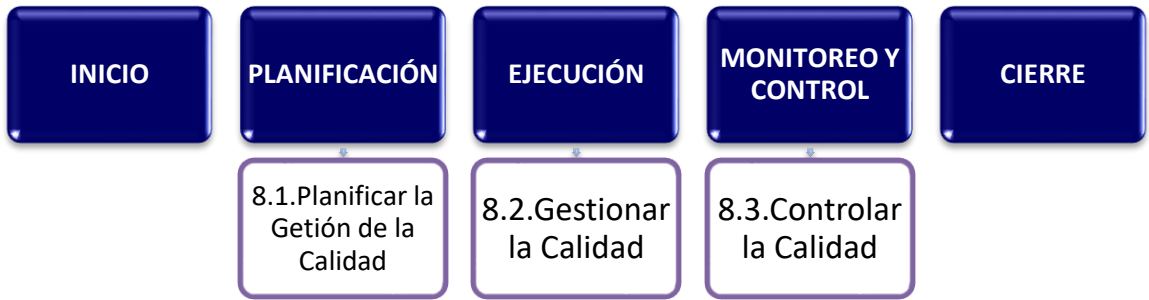 INICIO
PLANIFICACIÓN
EJECUCIÓN
MONITOREO Y
CONTROL
CIERRE
8.1.Planificar la
Getión de la
Calidad
8.2.Gestionar
la Calidad
8.3.Controlar
la Calidad